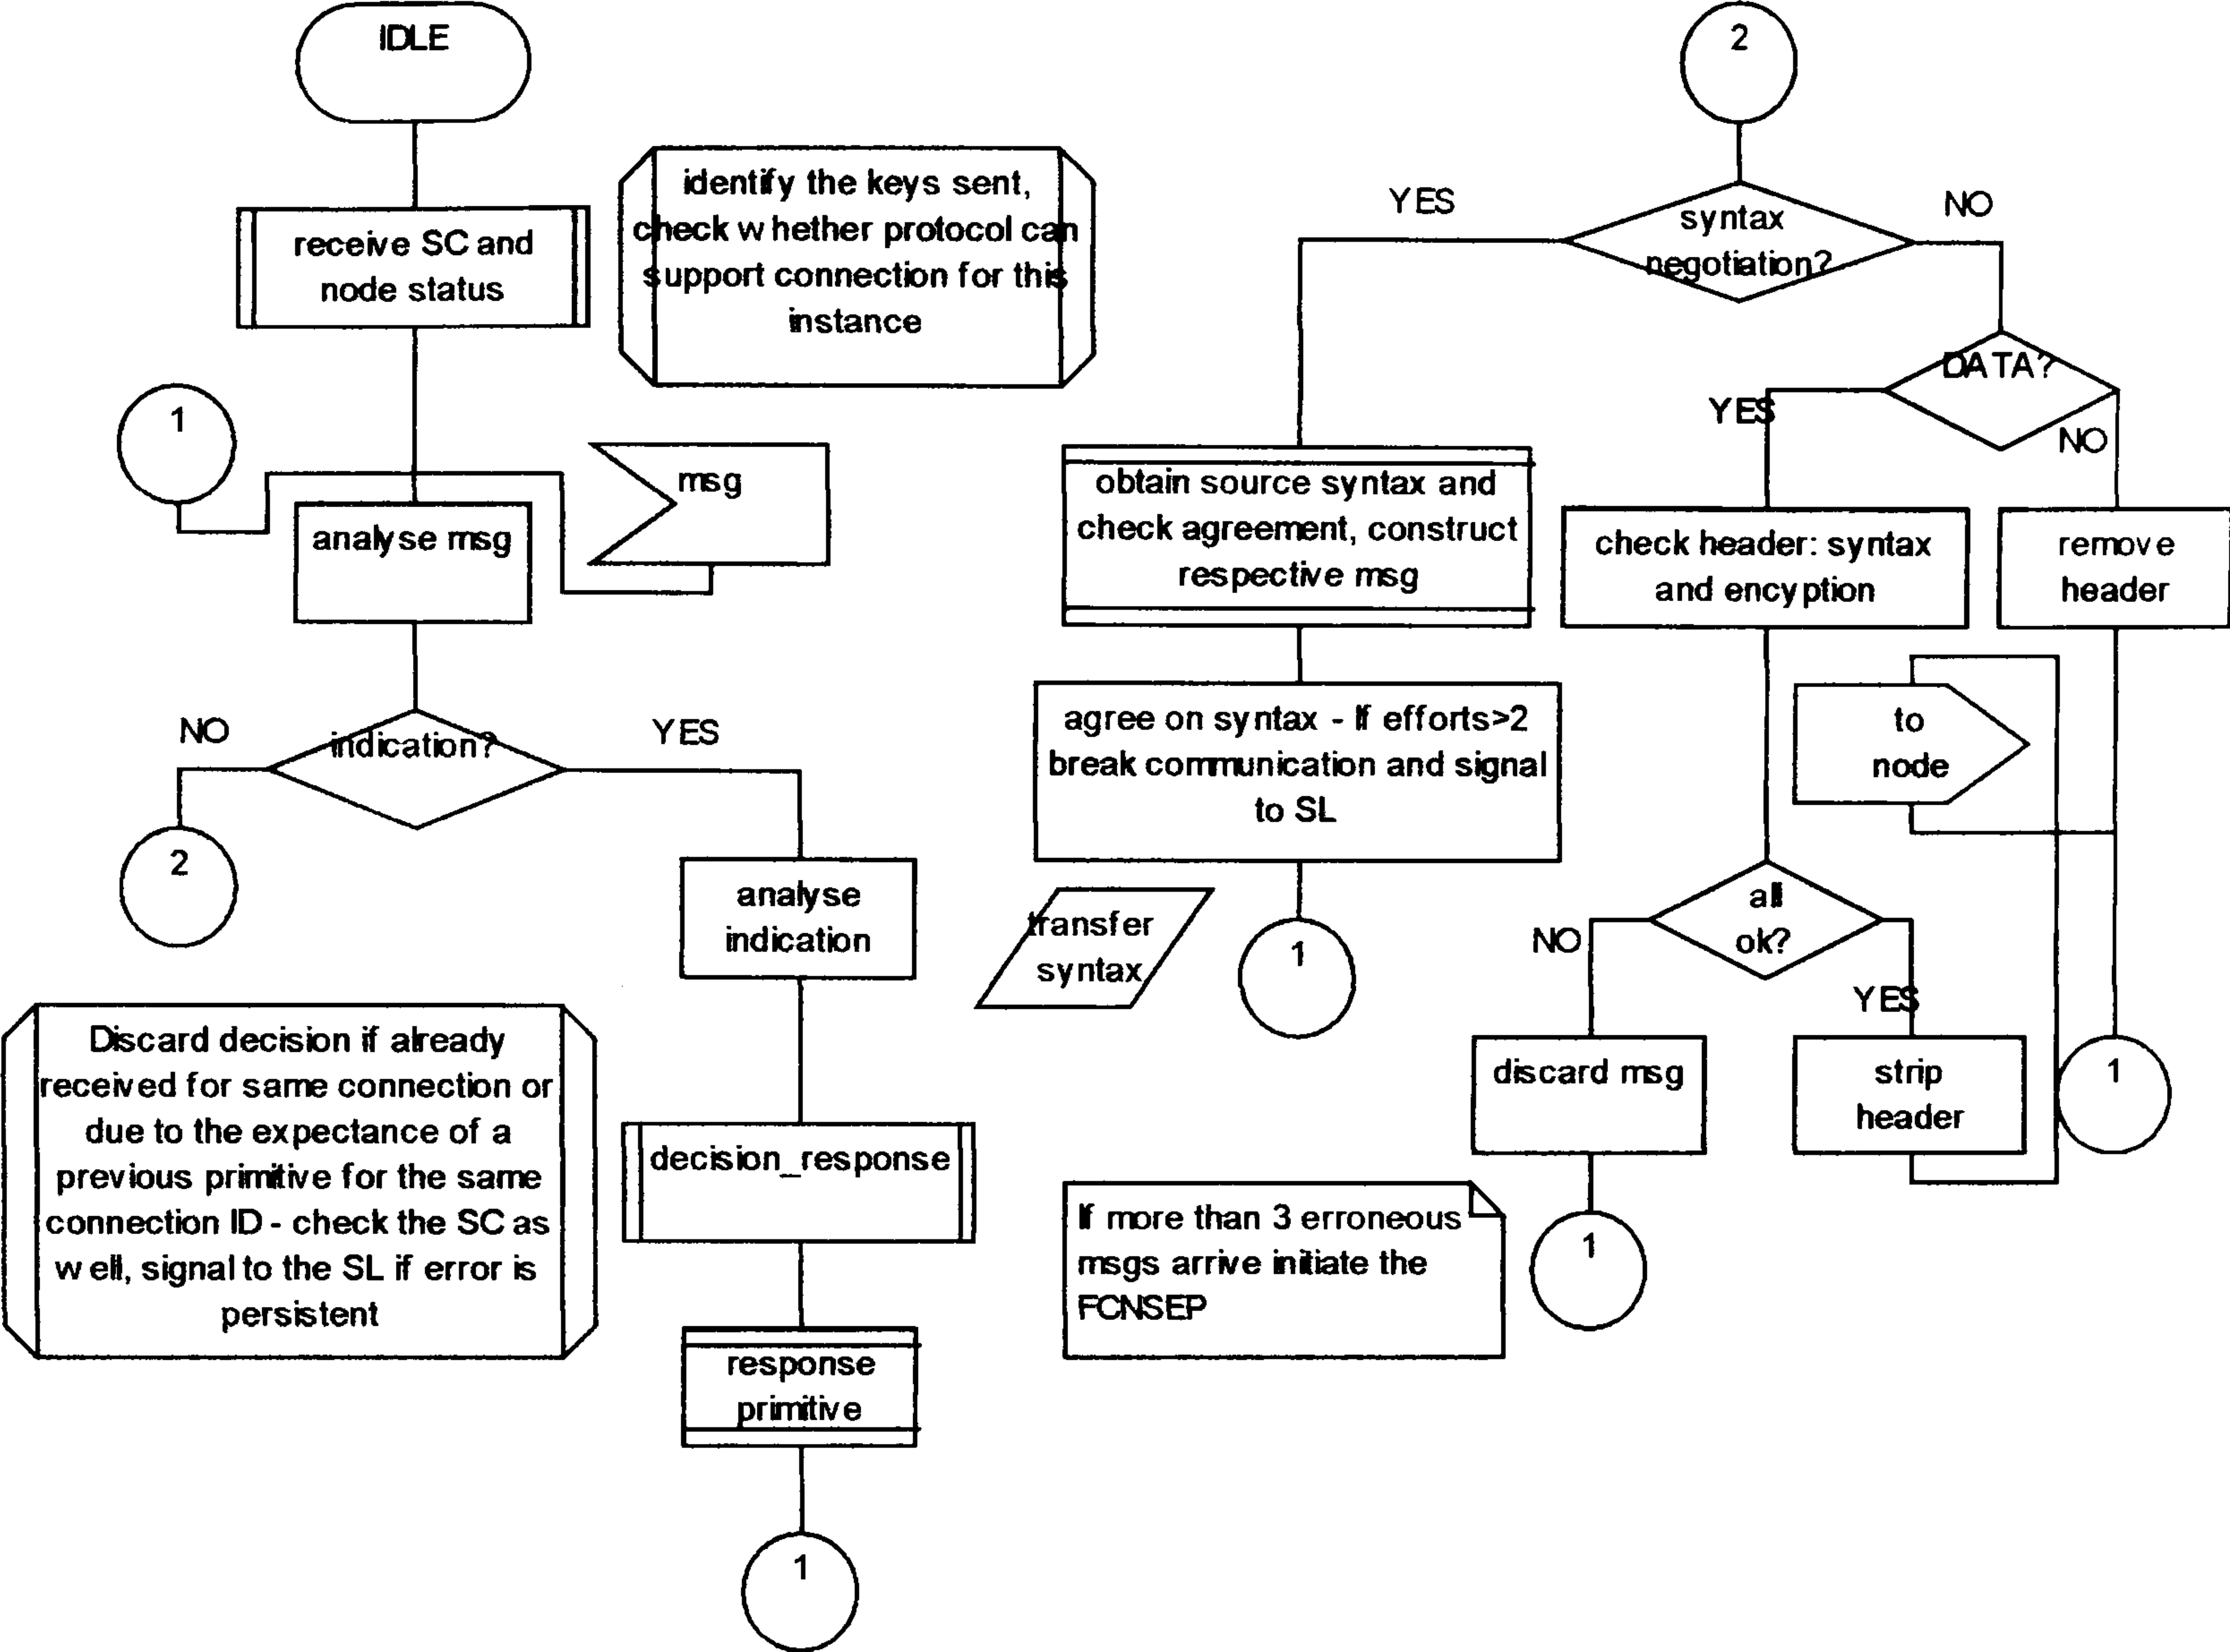 IDLE
receive SC and
node status
identify the keys sent,
check whether protocol can
support connection for this
instance
1
msg
analyse msg
NO
indication?
YES
2
analyse
indication
Discard decision if already
received for same connection or
due to the expectance of a
previous primitive for the same
connection ID - check the SC as
well, signal to the SL if error is
persistent
decision_response
response
primitive
1
2
YES
syntax
negotiation?
NO
DATA?
YES
NO
obtain source syntax and
check agreement, construct
respective msg
check header: syntax
and encyption
remove
header
agree on syntax - If efforts>2
break communication and signal
to SL
to
node
transfer
syntax
1
all
ok?
NO
YES
discard msg
strip
header
1
If more than 3 erroneous
msgs arrive initiate the
FCNSEP
1